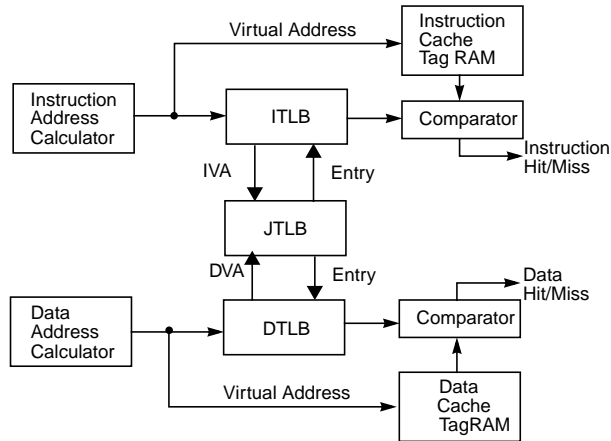 Virtual Address
Instruction
Cache
Tag RAM
Instruction
Address
Calculator
ITLB
Comparator
Instruction
Hit/Miss
IVA
Entry
JTLB
DVA
Entry
Data
Hit/Miss
Data
Address
Calculator
DTLB
Comparator
Virtual Address
Data
Cache
TagRAM